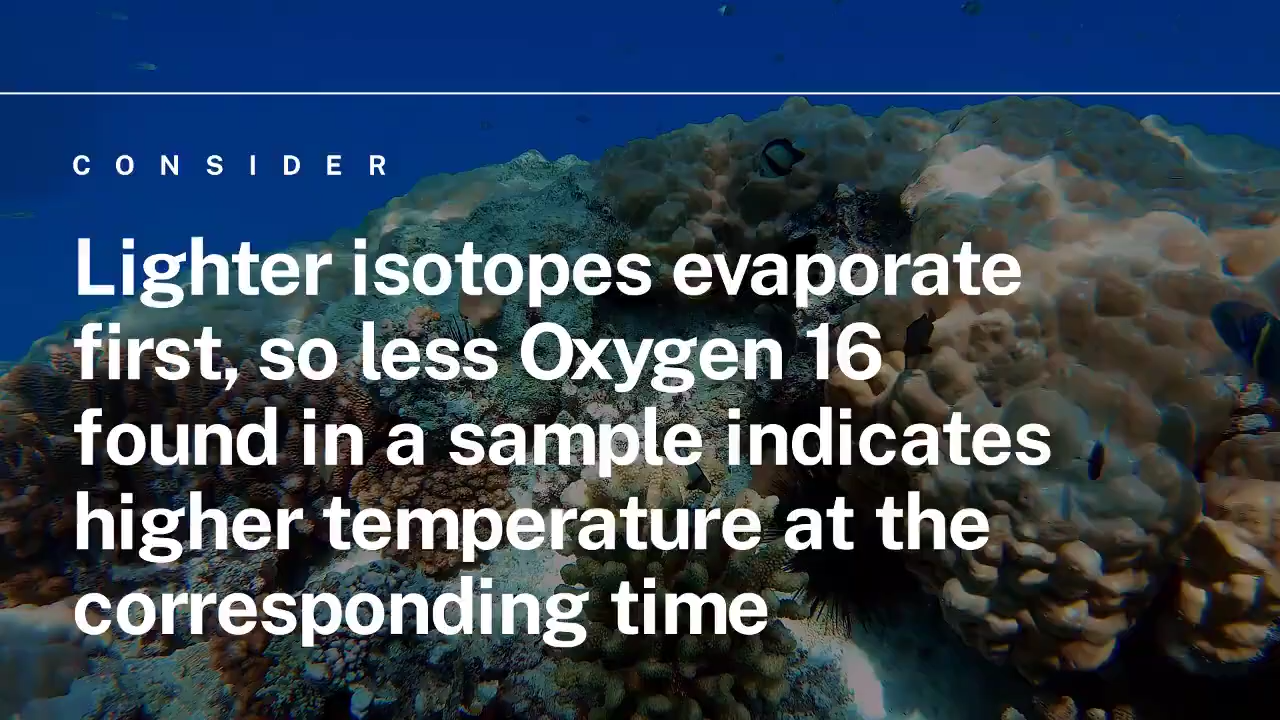 CONSIDER
Lighter isotopes evaporate
first, so less Oxygen 16
found in a sample indicates
higher temperature at the
corresponding time